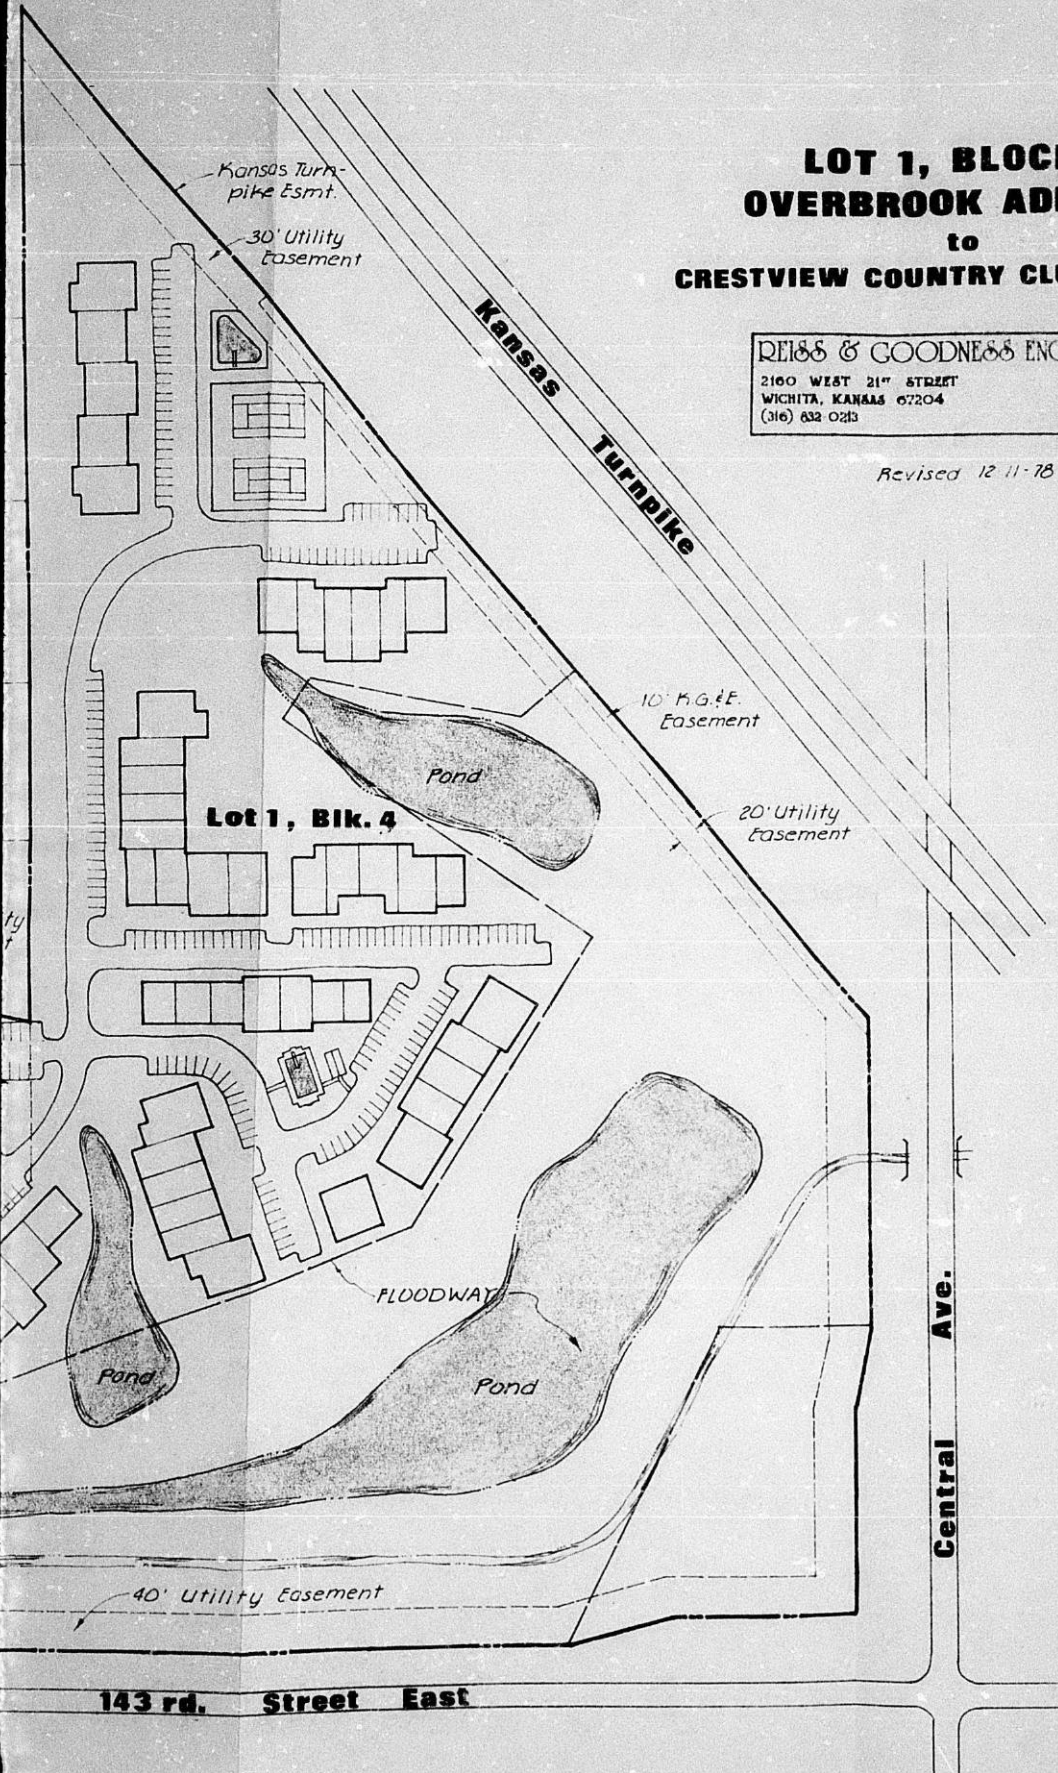 LOT 1, BLOC
OVERBROOK AD
to
CRESTVIEW COUNTRY CL
REISS & GOODNESS ENG
2160 WEST 21ST STREET
WICHITA, KANSAS 67204
(316) 832-0213
Revised 12-11-78
Kansas Turn-
pike Esmt.
30' Utility
Easement
Kansas Turnpike
10' K.G.&E.
Easement
Pond
20' Utility
Easement
Lot 1, Blk. 4
ty
t
FLOODWAY
Pond
Pond
Central Ave.
40' Utility Easement
143 rd. Street East